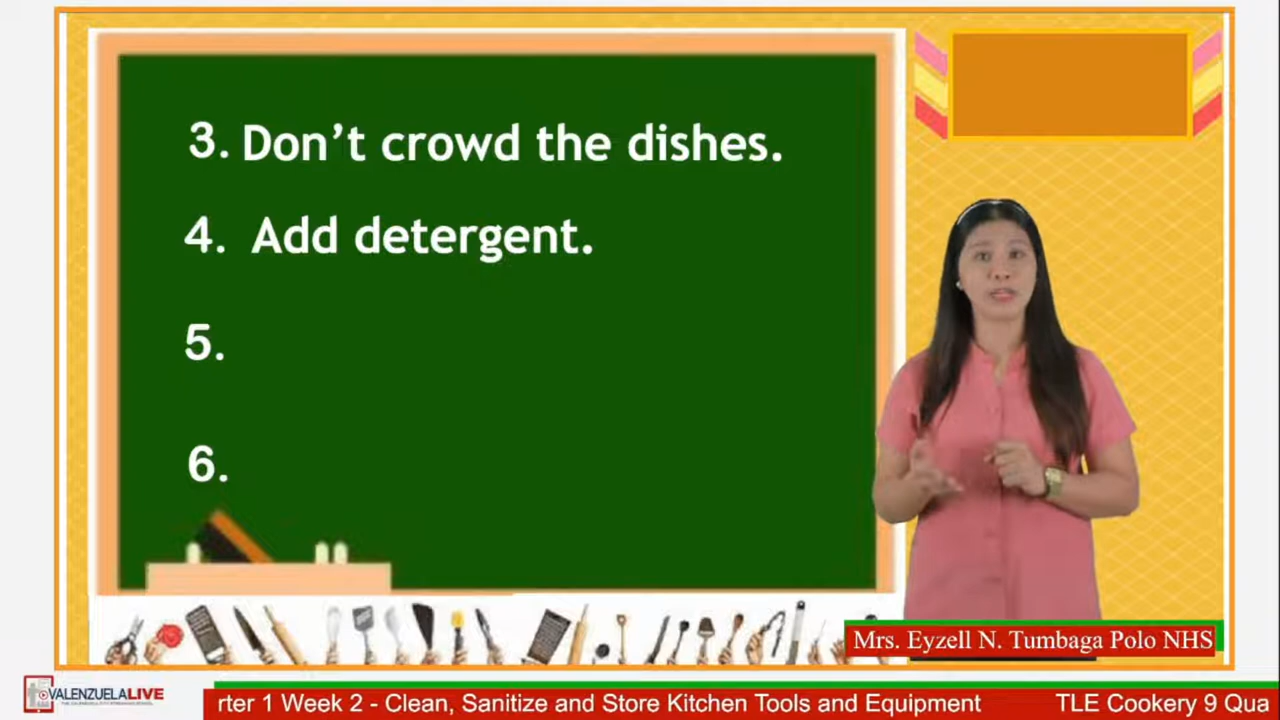 3. Don't crowd the dishes.
4. Add detergent.
5.
6.
Mrs. Eyzell N. Tumbaga Polo NHS
VALENZUELALIVE
rter 1 Week 2 - Clean, Sanitize and Store Kitchen Tools and Equipment TLE Cookery 9 Qua